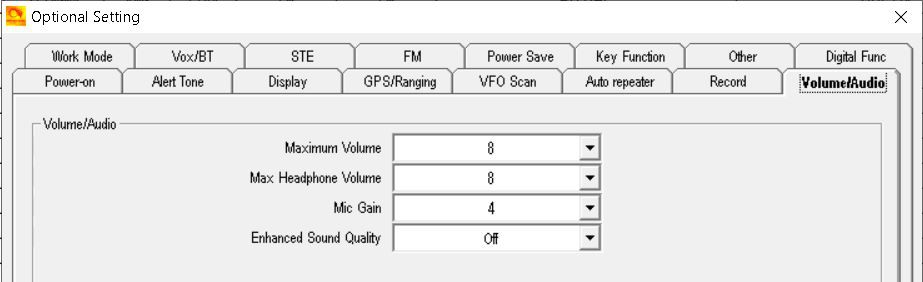 Optional Setting
Work Mode Vox/BT STE FM Power Save Key Function Other Digital Func
Power-on Alert Tone Display GPS/Ranging VFO Scan Auto repeater Record Volume/Audio
Volume/Audio
Maximum Volume 8
Max Headphone Volume 8
Mic Gain 4
Enhanced Sound Quality Off